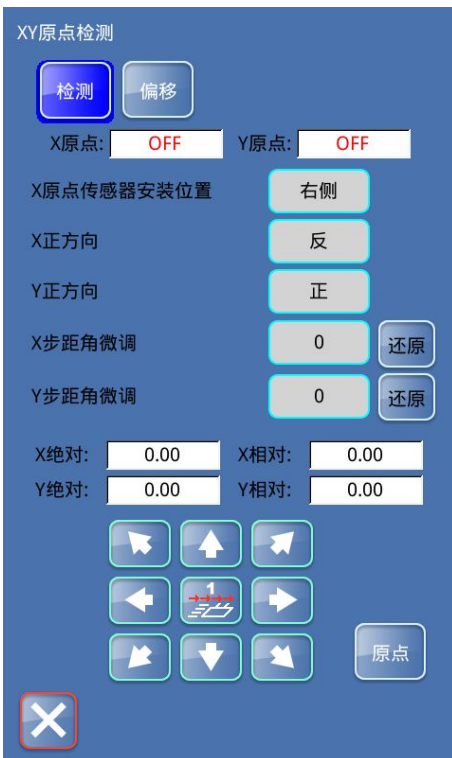 XY原点检测
检测 偏移
X原点: OFF Y原点: OFF
X原点传感器安装位置 右侧
X正方向 反
Y正方向 正
X步距角微调 0 还原
Y步距角微调 0 还原
X绝对: 0.00 X相对: 0.00
Y绝对: 0.00 Y相对: 0.00
1
原点